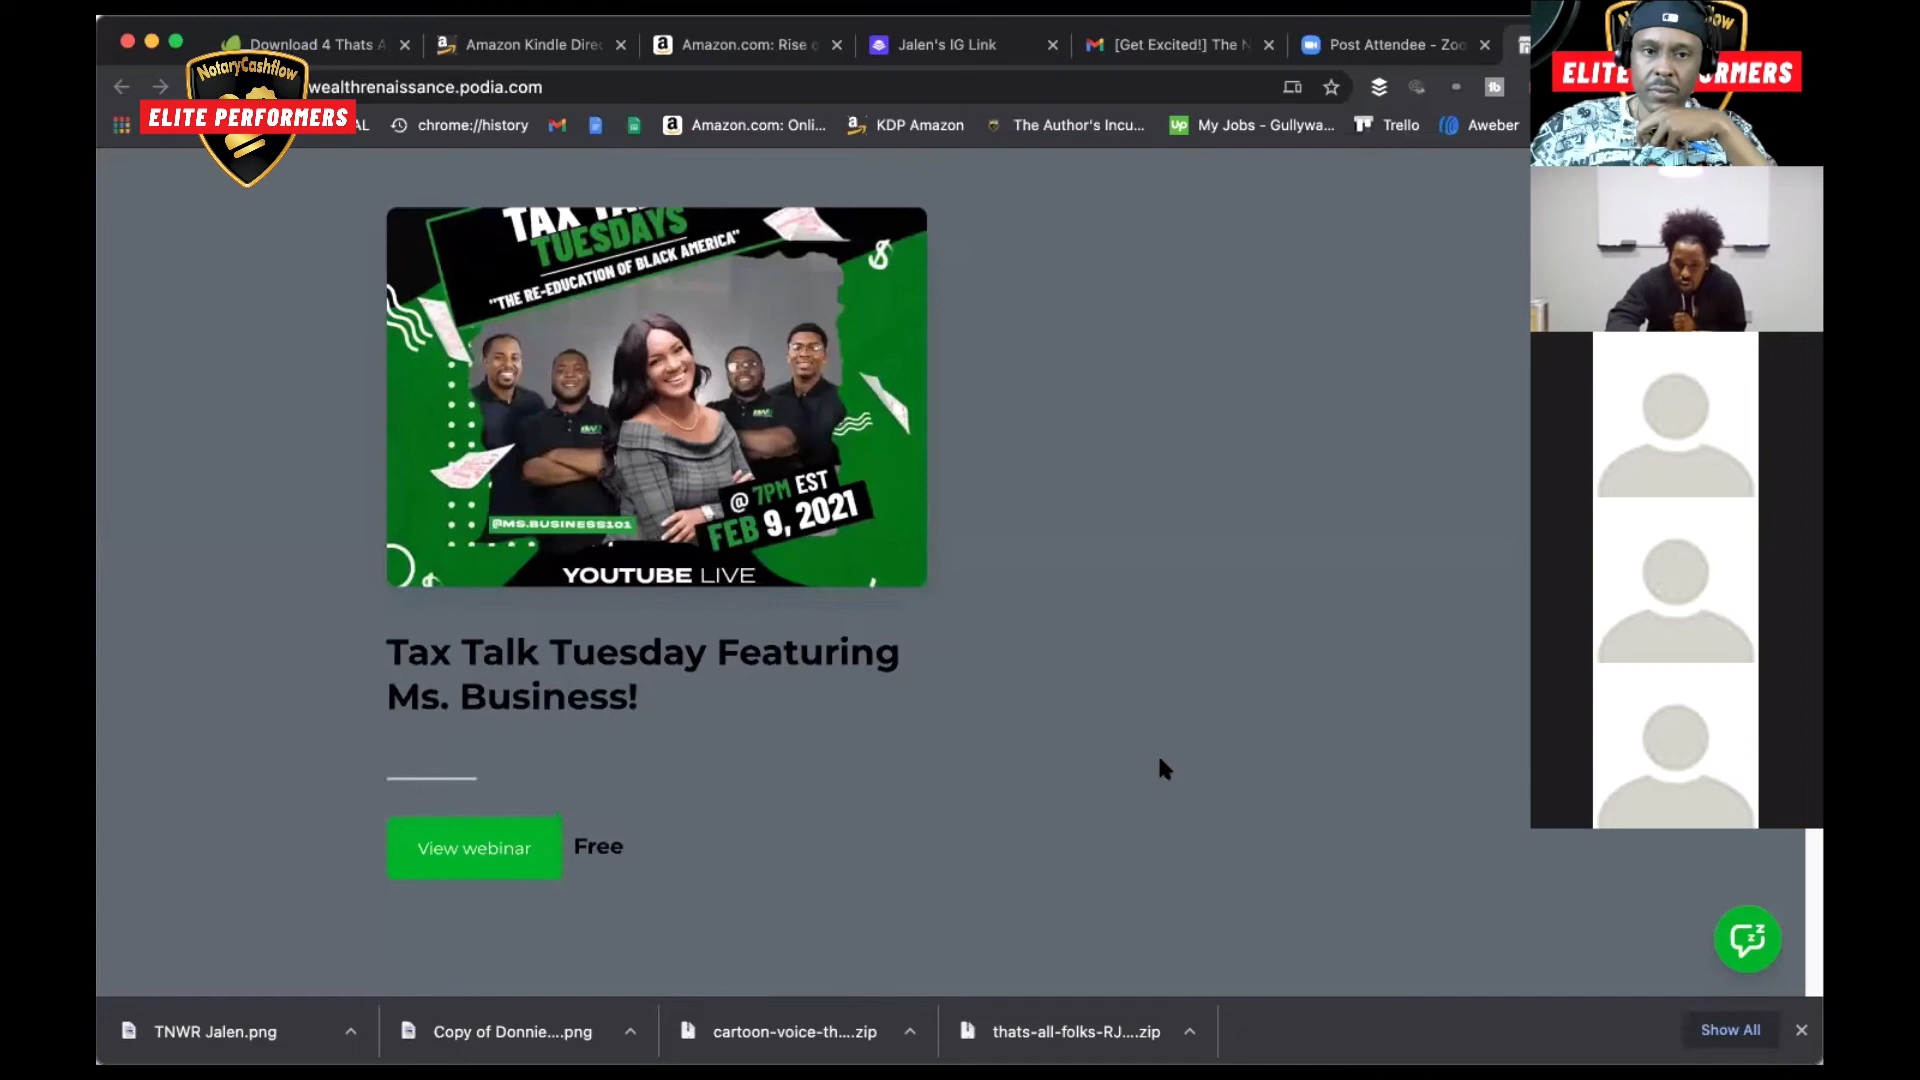 Download 4 Thats A
Amazon Kindle Direc
Amazon.com: Rise o
Jalen's IG Link
[Get Excited!] The N
Post Attendee - Zoo
wealthrenaissance.podia.com
NotaryCashflow
ELITE PERFORMERS
AL
chrome://history
Amazon.com: Onli...
KDP Amazon
The Author's Incu...
My Jobs - Gullywa...
Trello
Aweber
TUESDAYS
"THE RE-EDUCATION OF BLACK AMERICA"
@ 7PM EST
FEB 9, 2021
@MS.BUSINESS101
YOUTUBE LIVE
Tax Talk Tuesday Featuring
Ms. Business!
View webinar
Free
TNWR Jalen.png
Copy of Donnie....png
cartoon-voice-th....zip
thats-all-folks-RJ....zip
Show All